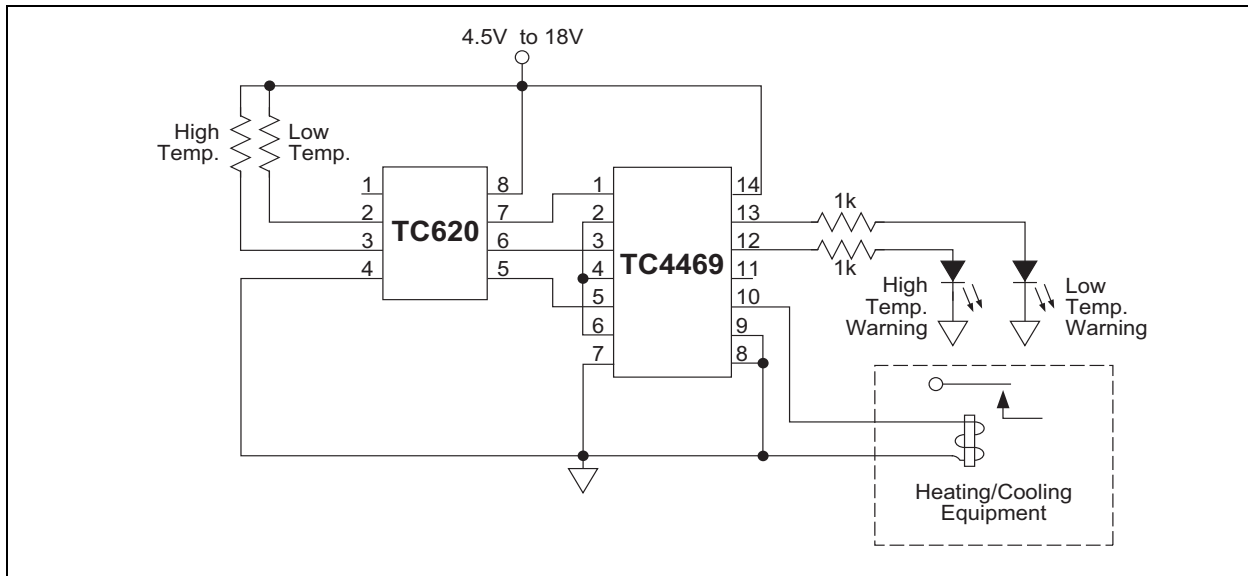 4.5V to 18V
High
Temp.
Low
Temp.
1
2
3
4
TC620
8
7
6
5
1
2
3
4
5
6
7
TC4469
14
13
12
11
10
9
8
1k
1k
High
Temp.
Warning
Low
Temp.
Warning
Heating/Cooling
Equipment